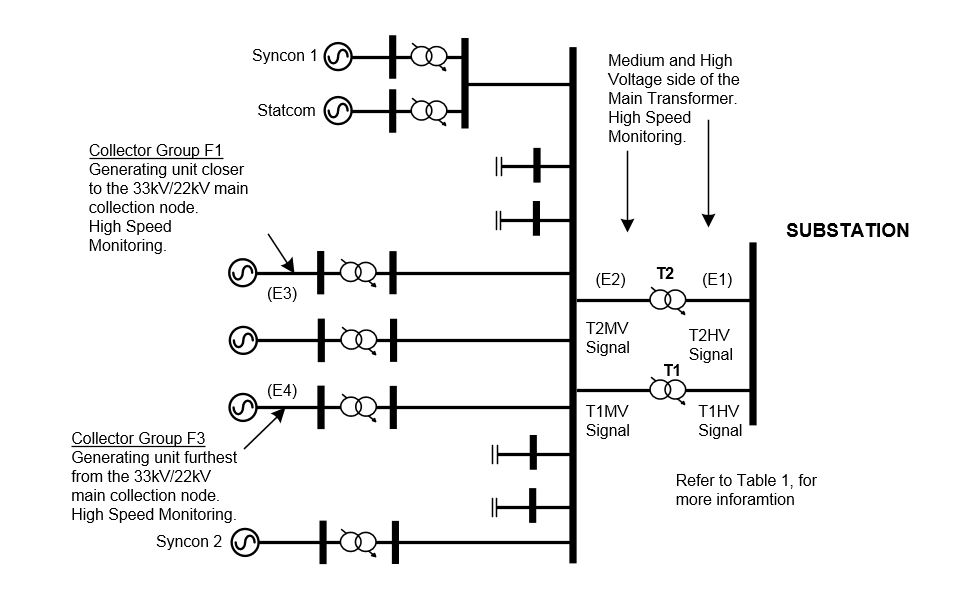 Syncon 1
Statcom
Medium and High
Voltage side of the
Main Transformer.
High Speed
Monitoring.
Collector Group F1
Generating unit closer
to the 33kV/22kV main
collection node.
High Speed
Monitoring.
SUBSTATION
(E3)
(E2)
T2
(E1)
T2MV
Signal
T2HV
Signal
T1
(E4)
T1MV
Signal
T1HV
Signal
Collector Group F3
Generating unit furthest
from the 33kV/22kV
main collection node.
High Speed Monitoring.
Refer to Table 1, for
more inforamtion
Syncon 2